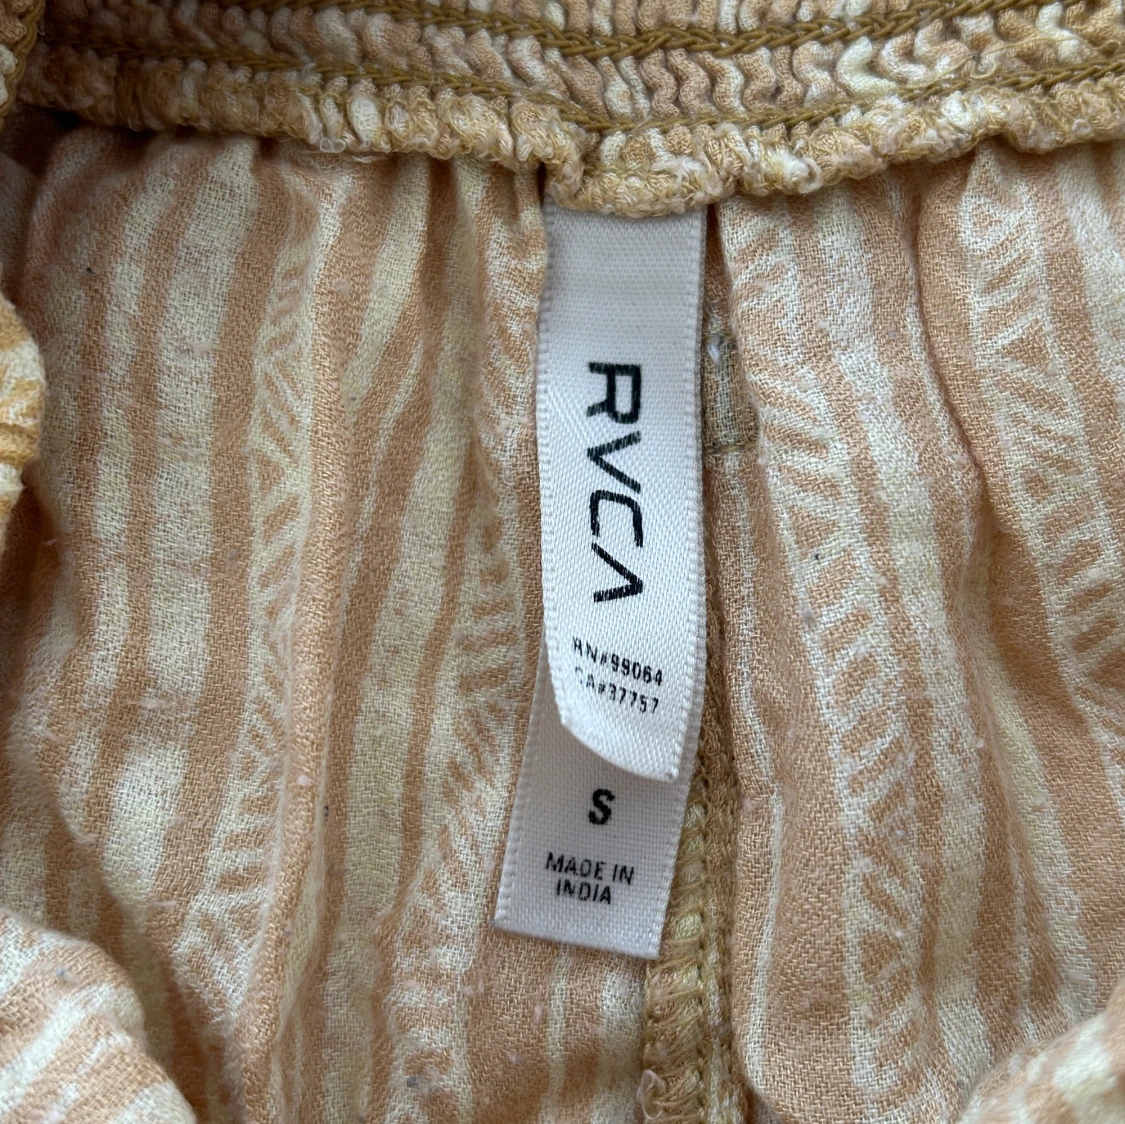 RVCA
RN#99064
CA#37757
S
MADE IN
INDIA